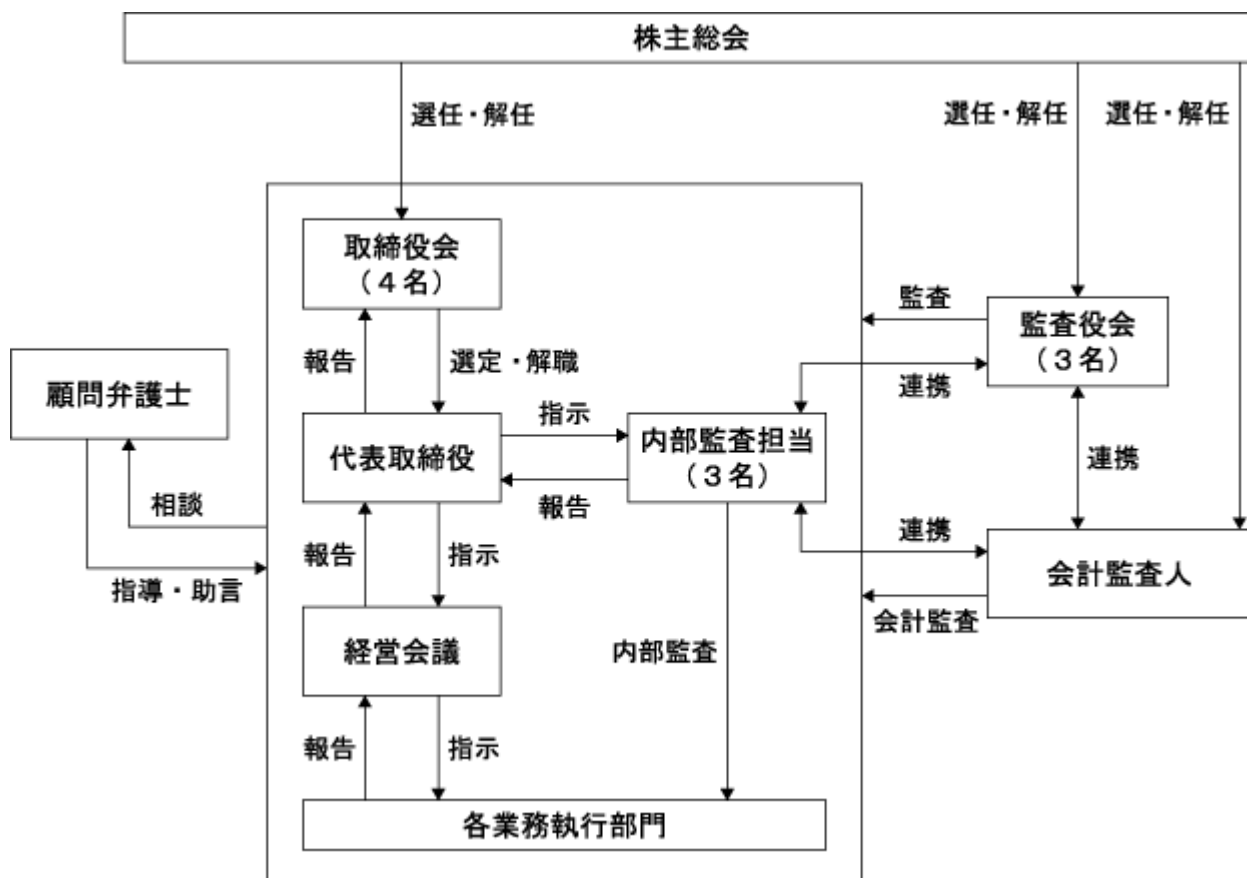 株主総会
選任・解任
選任・解任
選任・解任
取締役会
(4名)
監査
監査役会
(3名)
報告
選定・解職
連携
顧問弁護士
指示
代表取締役
内部監査担当
(3名)
連携
報告
相談
連携
報告
指示
会計監査人
指導・助言
会計監査
経営会議
内部監査
報告
指示
各業務執行部門